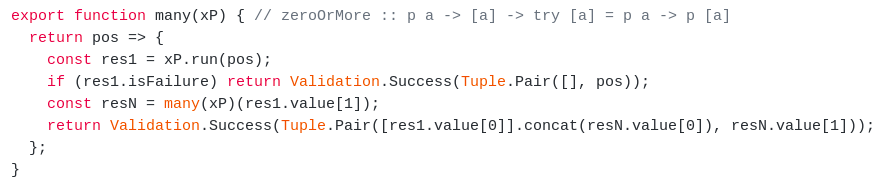 export function many(xP) { // zeroOrMore :: p a -> [a] -> try [a] = p a -> p [a]
  return pos => {
    const res1 = xP.run(pos);
    if (res1.isFailure) return Validation.Success(Tuple.Pair([], pos));
    const resN = many(xP)(res1.value[1]);
    return Validation.Success(Tuple.Pair([res1.value[0]].concat(resN.value[0]), resN.value[1]));
  };
}